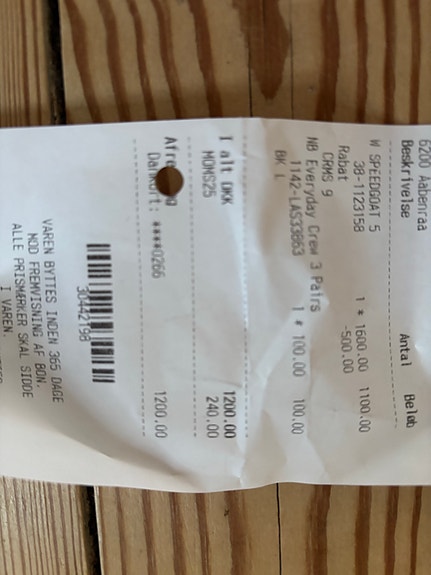 6200 Aabenraa
Beskrivelse Antal Beløb
W SPEEDGOAT 5
38-1123158 1 * 1600.00 1100.00
Rabat -500.00
CRMS 9
NB Everyday Crew 3 Pairs
1142-LAS33863 1 * 100.00 100.00
BK L
I alt DKK 1200.00
MOMS25 240.00
Dankort: ****0266 1200.00
30442198
VAREN BYTTES INDEN 365 DAGE
MOD FREMVISNING AF BON.
ALLE PRISMÆRKER SKAL SIDDE
I VAREN.